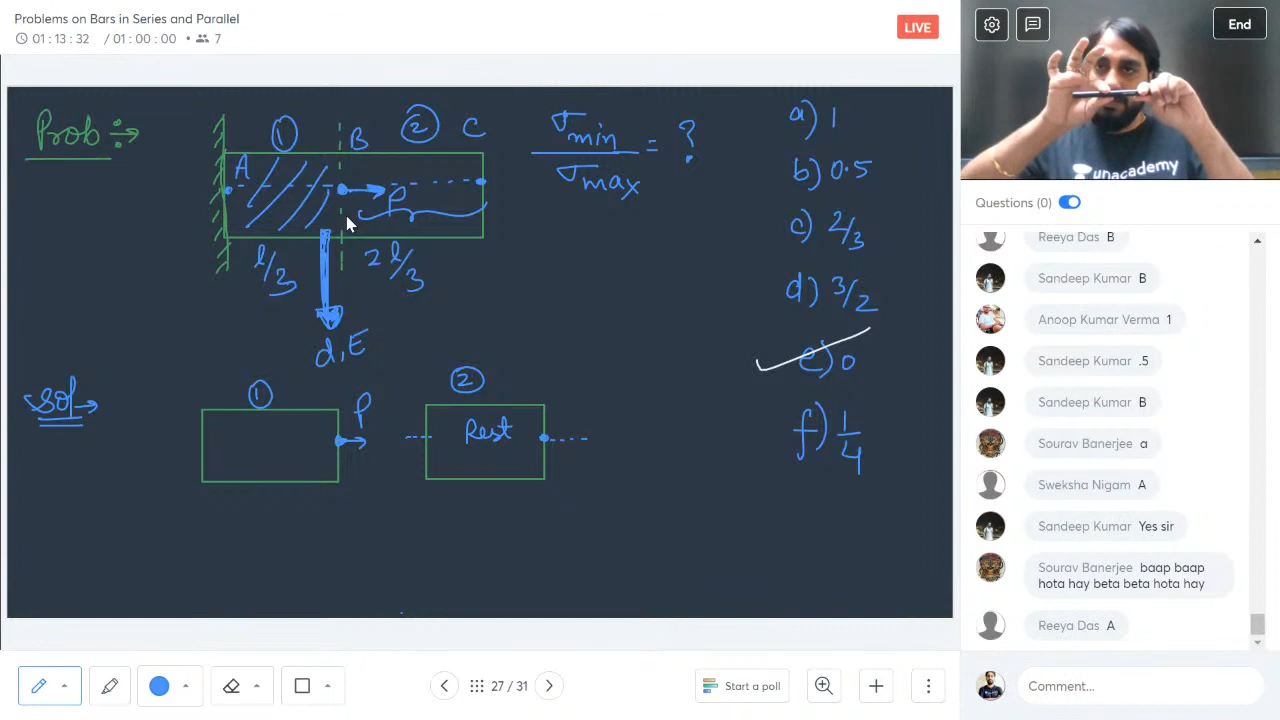 Problems on Bars in Series and Parallel
01 : 13 : 32 / 01 : 00 : 00 • 7
LIVE
End
Prob :→
① B ② C
A
P
l/3 2l/3
d, E
σmin/σmax = ?
a) 1
b) 0.5
c) 2/3
d) 3/2
e) 0
f) 1/4
Sol →
① P ②
Rest
unacademy
Questions (0)
Reeya Das B
Sandeep Kumar B
Anoop Kumar Verma 1
Sandeep Kumar .5
Sandeep Kumar B
Sourav Banerjee a
Sweksha Nigam A
Sandeep Kumar Yes sir
Sourav Banerjee baap baap
hota hay beta beta hota hay
Reeya Das A
27 / 31
Start a poll
Comment...